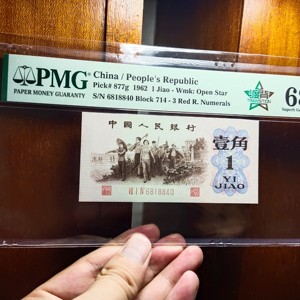 PMG
PAPER MONEY GUARANTY
China / People's Republic
Pick# 877g 1962 1 Jiao - Wmk: Open Star
S/N 6818840 Block 714 - 3 Red R. Numerals
68
中国人民银行
壹角
1
YI
JIAO
6818840